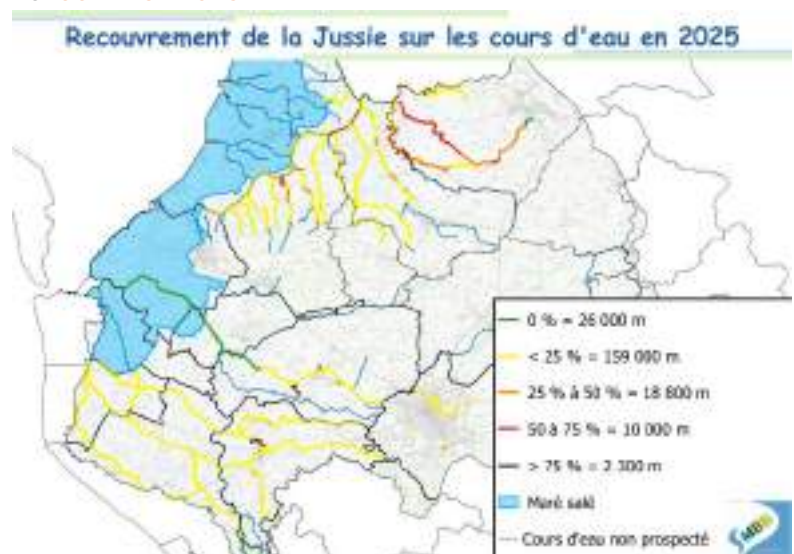 Recouvrement de la Jussie sur les cours d'eau en 2025
0 % = 26 000 m
< 25 % = 159 000 m
25 % à 50 % = 18 800 m
50 à 75 % = 10 000 m
> 75 % = 2 300 m
Maré salé
Cours d'eau non prospecté